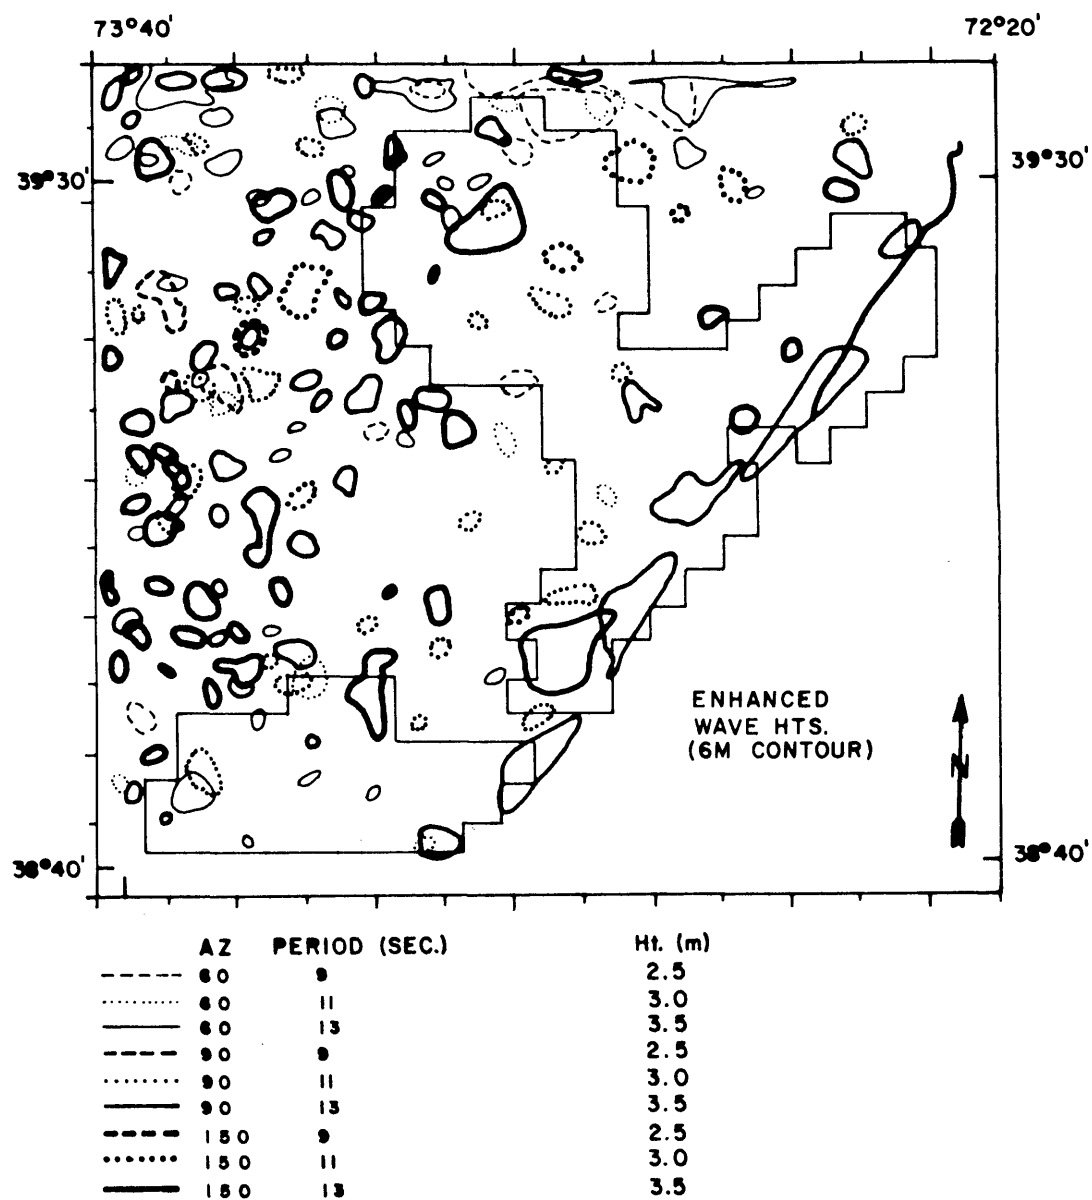 73°40' 72°20'
39°30' 39°30'
ENHANCED
WAVE HTS.
(6M CONTOUR)
N
38°40' 38°40'
AZ PERIOD (SEC.) Ht. (m)
60 9 2.5
60 11 3.0
60 13 3.5
90 9 2.5
90 11 3.0
90 13 3.5
150 9 2.5
150 11 3.0
150 13 3.5